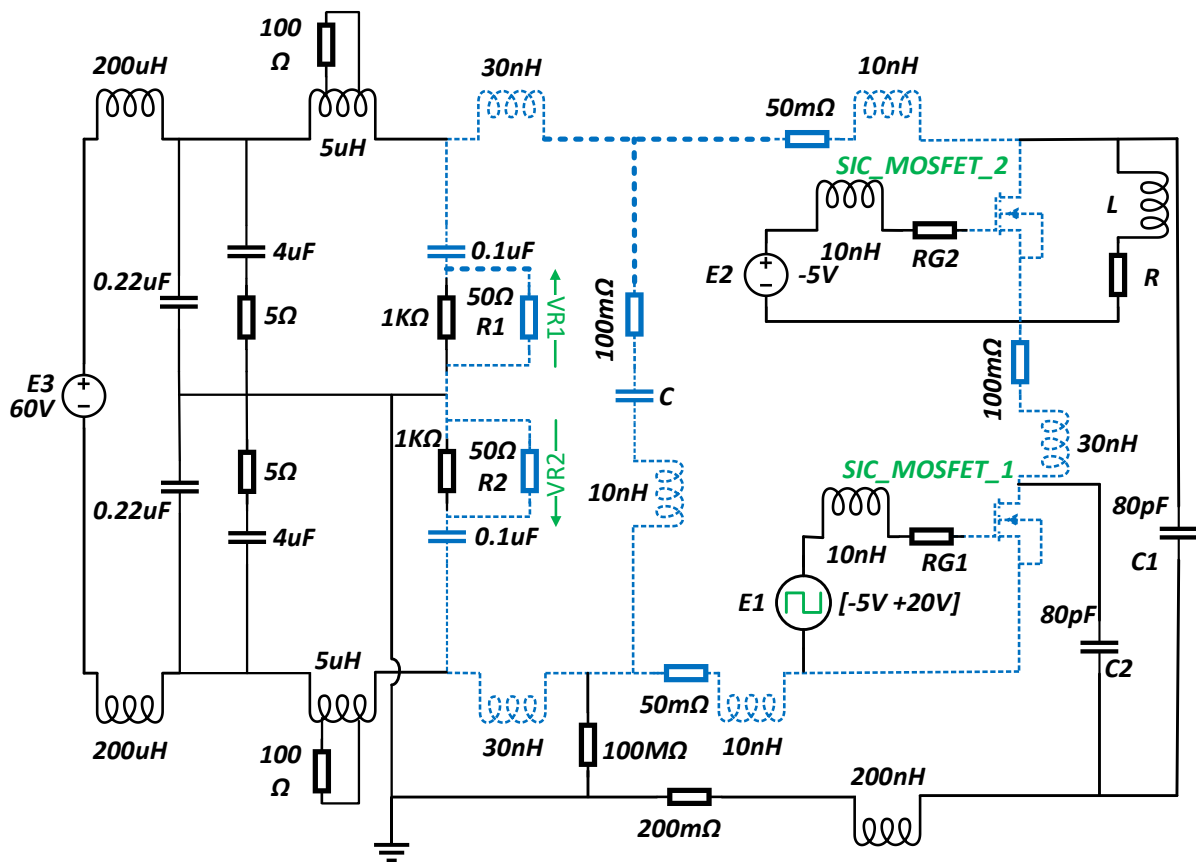 100
Ω
200uH
30nH
10nH
50mΩ
5uH
SIC_MOSFET_2
L
4uF
0.1uF
10nH
RG2
E2
-5V
R
0.22uF
5Ω
1KΩ
50Ω
R1
VR1
100mΩ
100mΩ
E3
60V
C
30nH
1KΩ
50Ω
R2
VR2
5Ω
10nH
SIC_MOSFET_1
0.22uF
4uF
0.1uF
10nH
RG1
80pF
C1
E1
[-5V +20V]
80pF
C2
5uH
50mΩ
200uH
30nH
10nH
100
Ω
100MΩ
200nH
200mΩ